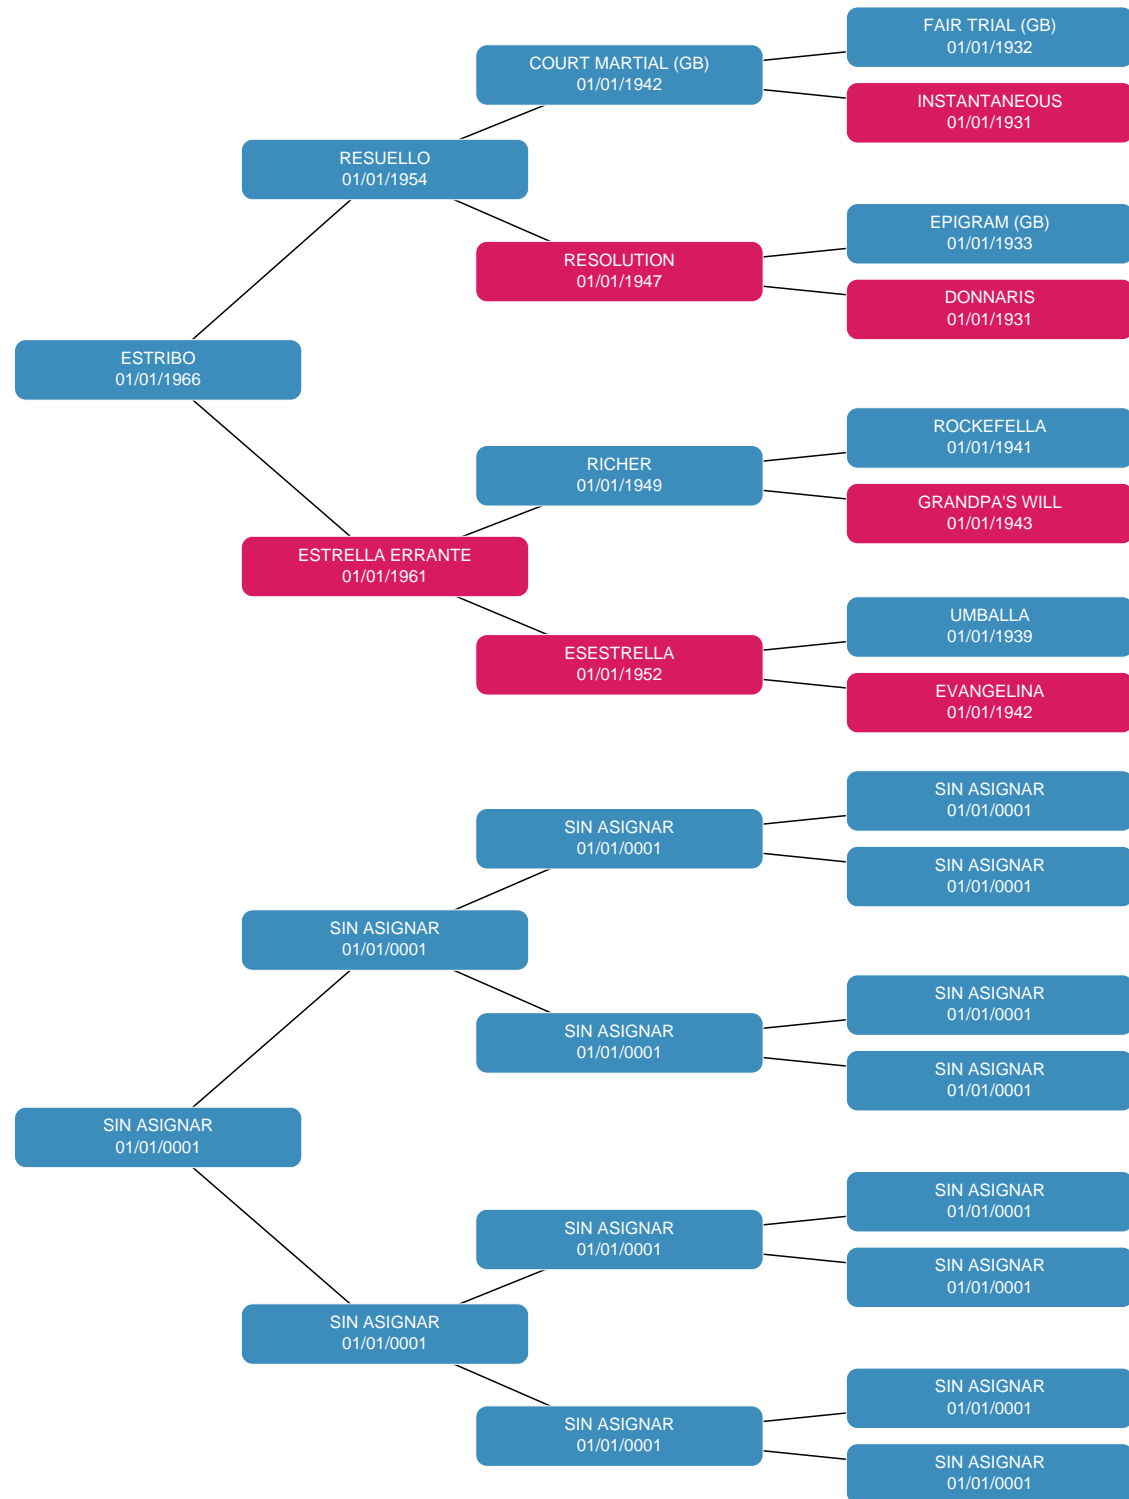 FAIR TRIAL (GB)
01/01/1932
COURT MARTIAL (GB)
01/01/1942
INSTANTANEOUS
01/01/1931
RESUELLO
01/01/1954
EPIGRAM (GB)
01/01/1933
RESOLUTION
01/01/1947
DONNARIS
01/01/1931
ESTRIBO
01/01/1966
ROCKEFELLA
01/01/1941
RICHER
01/01/1949
GRANDPA'S WILL
01/01/1943
ESTRELLA ERRANTE
01/01/1961
UMBALLA
01/01/1939
ESESTRELLA
01/01/1952
EVANGELINA
01/01/1942
SIN ASIGNAR
01/01/0001
SIN ASIGNAR
01/01/0001
SIN ASIGNAR
01/01/0001
SIN ASIGNAR
01/01/0001
SIN ASIGNAR
01/01/0001
SIN ASIGNAR
01/01/0001
SIN ASIGNAR
01/01/0001
SIN ASIGNAR
01/01/0001
SIN ASIGNAR
01/01/0001
SIN ASIGNAR
01/01/0001
SIN ASIGNAR
01/01/0001
SIN ASIGNAR
01/01/0001
SIN ASIGNAR
01/01/0001
SIN ASIGNAR
01/01/0001
SIN ASIGNAR
01/01/0001